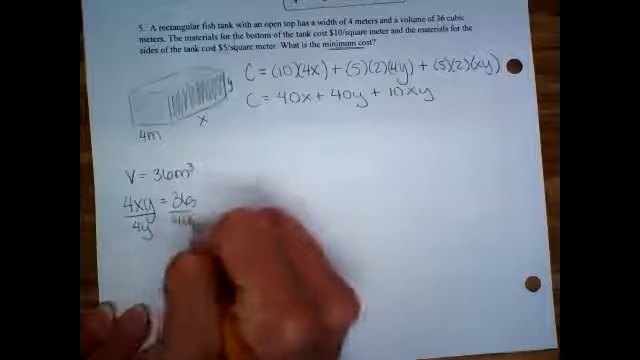 5. A rectangular fish tank with an open top has a width of 4 meters and a volume of 36 cubic
meters. The materials for the bottom of the tank cost $10/square meter and the materials for the
sides of the tank cost $5/square meter. What is the minimum cost?
C = (10)(4x) + (5)(2)(4y) + (5)(2)(xy)
C = 40x + 40y + 10xy
y
x
4m
V = 36m³
4xy = 36
4y